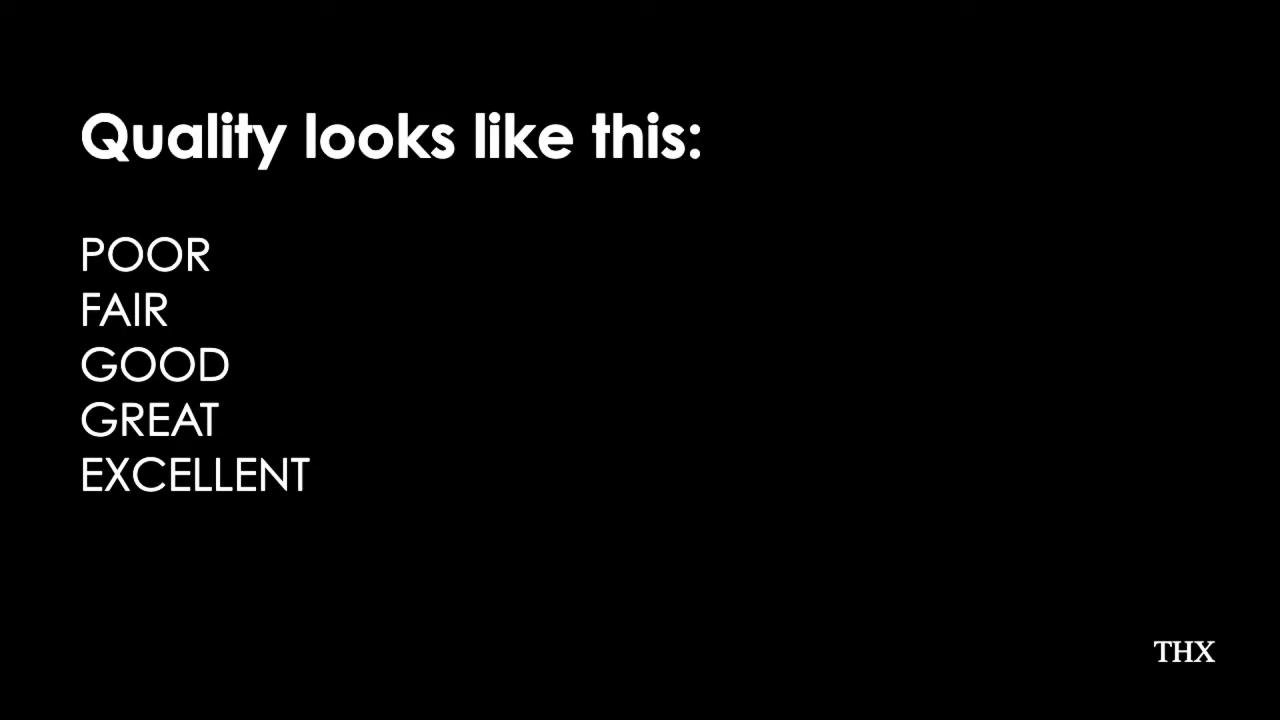 Quality looks like this:
POOR
FAIR
GOOD
GREAT
EXCELLENT
THX